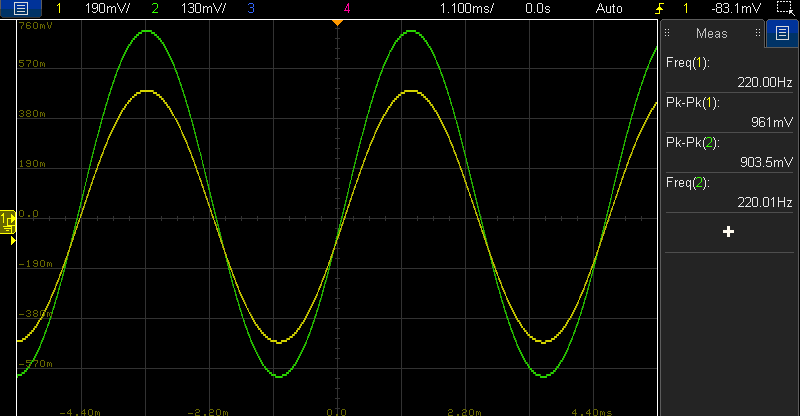 1 190mV/ 2 130mV/ 3 4 1.100ms/ 0.0s Auto 1 -83.1mV
760mV
570m
380m
190m
0.0
-190m
-380m
-570m
-4.40m -2.20m 0.0 2.20m 4.40m
1
Meas
Freq(1):
220.00Hz
Pk-Pk(1):
961mV
Pk-Pk(2):
903.5mV
Freq(2):
220.01Hz
+